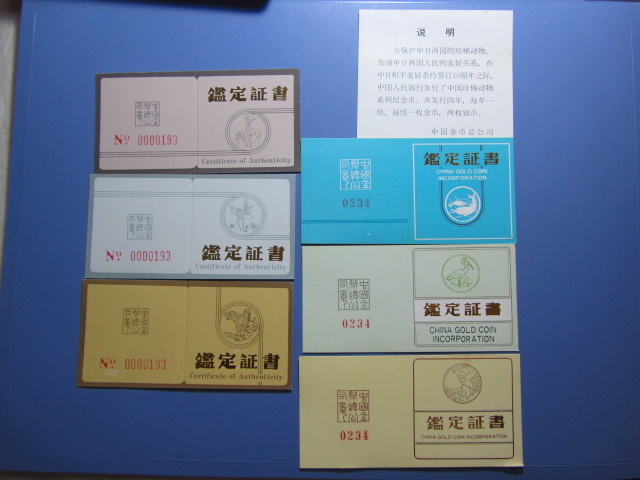 说 明
为保护中日两国的珍稀动物,
加强中日两国人民的友好关系, 在
中日和平友好条约签订10周年之际,
中国人民银行发行了中国珍稀动物
系列纪念币, 共发行四年, 每年一
组, 每组一枚金币, 两枚银币。
中国金币总公司
鑑定証書
Nº 0000193
Certificate of Authenticity
鑑定証書
Nº 0000193
Certificate of Authenticity
鑑定証書
Nº 0000193
Certificate of Authenticity
鑑定証書
CHINA GOLD COIN
INCORPORATION
0234
鑑定証書
CHINA GOLD COIN
INCORPORATION
0234
鑑定証書
CHINA GOLD COIN INCORPORATION
0234